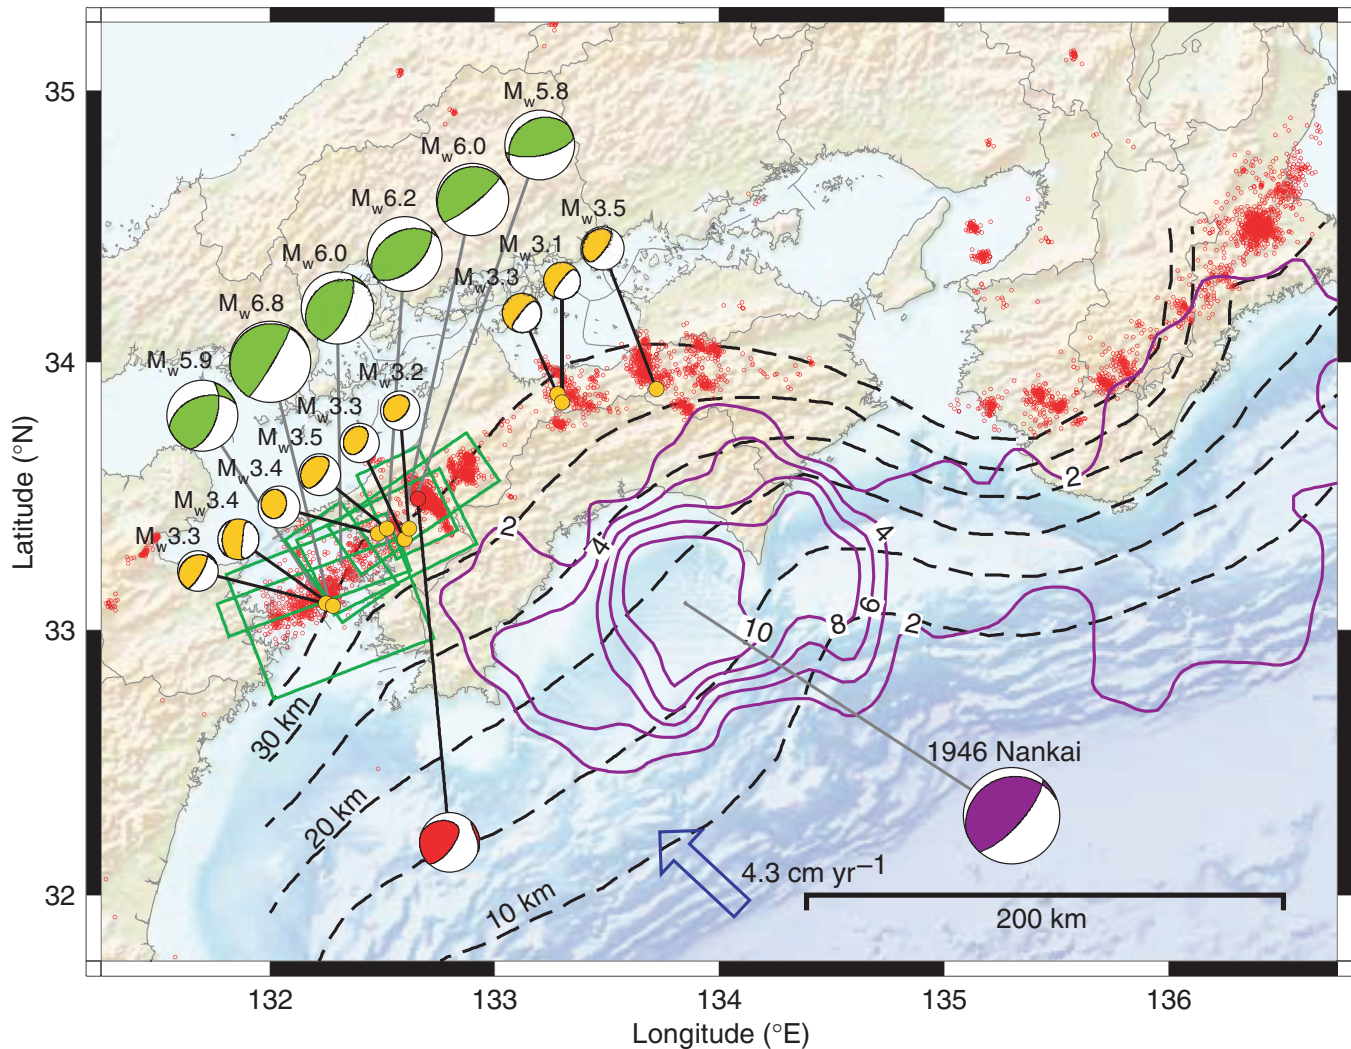 35
34
33
32
Latitude (°N)
132
133
134
135
136
Longitude (°E)
Mw5.8
Mw6.0
Mw6.2
Mw6.0
Mw6.8
Mw5.9
Mw3.5
Mw3.1
Mw3.3
Mw3.2
Mw3.3
Mw3.5
Mw3.4
Mw3.4
Mw3.3
2
4
4
2
6
8
10
2
30 km
20 km
10 km
1946 Nankai
4.3 cm yr–1
200 km